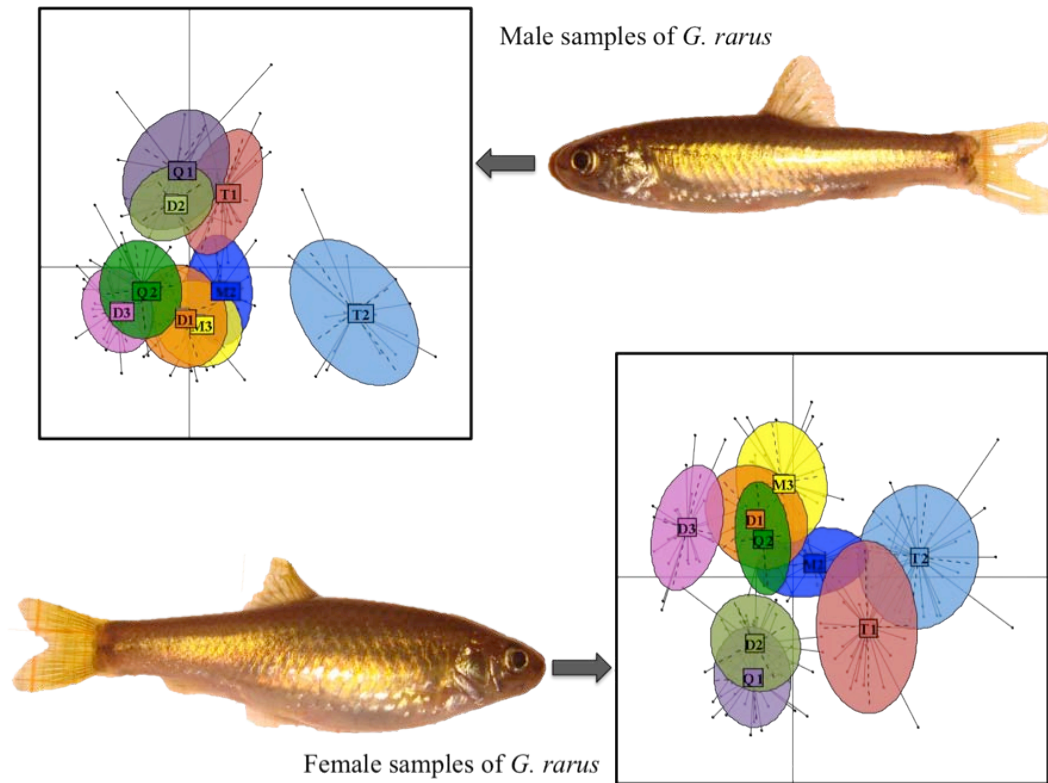 Male samples of G. rarus
Q1
T1
D2
Q2
M2
D3
D1
M3
T2
M3
D1
D3
Q2
M2
T2
T1
D2
Q1
Female samples of G. rarus